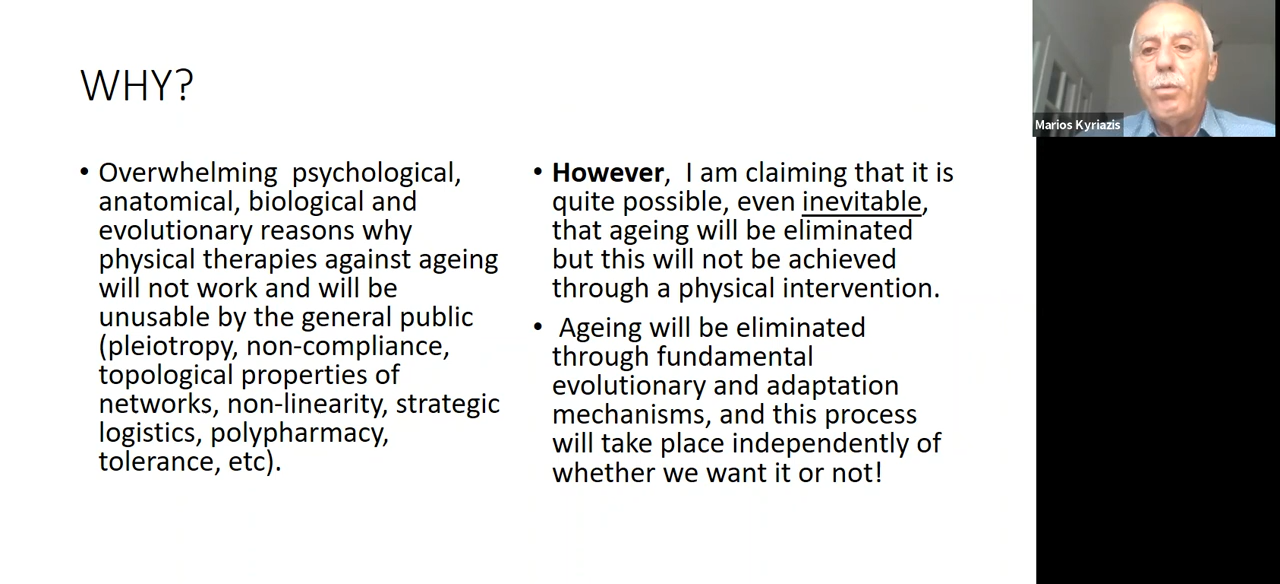 WHY?
• Overwhelming  psychological,
anatomical, biological and
evolutionary reasons why
physical therapies against ageing
will not work and will be
unusable by the general public
(pleiotropy, non-compliance,
topological properties of
networks, non-linearity, strategic
logistics, polypharmacy,
tolerance, etc).
• However,  I am claiming that it is
quite possible, even inevitable,
that ageing will be eliminated
but this will not be achieved
through a physical intervention.
•  Ageing will be eliminated
through fundamental
evolutionary and adaptation
mechanisms, and this process
will take place independently of
whether we want it or not!
Marios Kyriazis